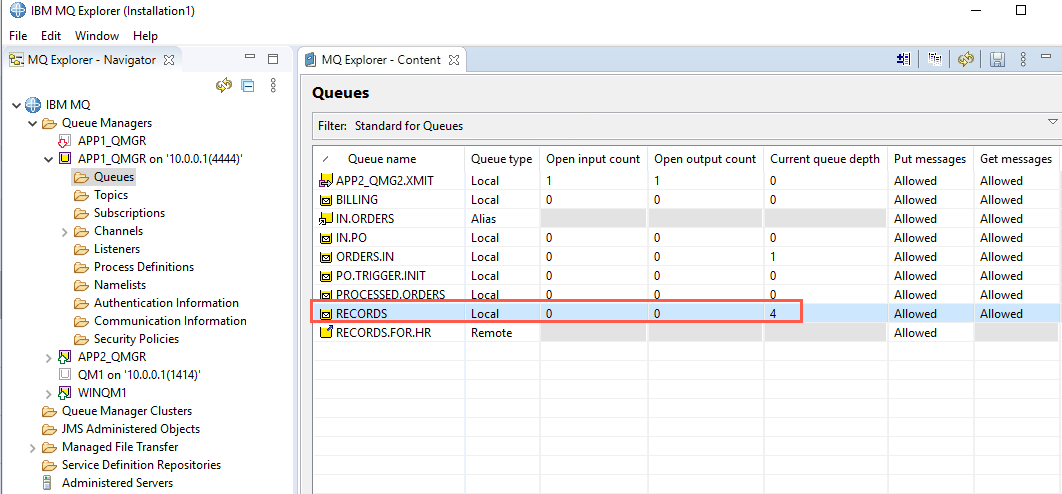 IBM MQ Explorer (Installation1)
File Edit Window Help
MQ Explorer - Navigator
IBM MQ
Queue Managers
APP1_QMGR
APP1_QMGR on '10.0.0.1(4444)'
Queues
Topics
Subscriptions
Channels
Listeners
Process Definitions
Namelists
Authentication Information
Communication Information
Security Policies
APP2_QMGR
QM1 on '10.0.0.1(1414)'
WINQM1
Queue Manager Clusters
JMS Administered Objects
Managed File Transfer
Service Definition Repositories
Administered Servers
MQ Explorer - Content
Queues
Filter: Standard for Queues
Queue name Queue type Open input count Open output count Current queue depth Put messages Get messages
APP2_QMG2.XMIT Local 1 1 0 Allowed Allowed
BILLING Local 0 0 0 Allowed Allowed
IN.ORDERS Alias Allowed Allowed
IN.PO Local 0 0 0 Allowed Allowed
ORDERS.IN Local 0 0 1 Allowed Allowed
PO.TRIGGER.INIT Local 0 0 0 Allowed Allowed
PROCESSED.ORDERS Local 0 0 0 Allowed Allowed
RECORDS Local 0 0 4 Allowed Allowed
RECORDS.FOR.HR Remote Allowed